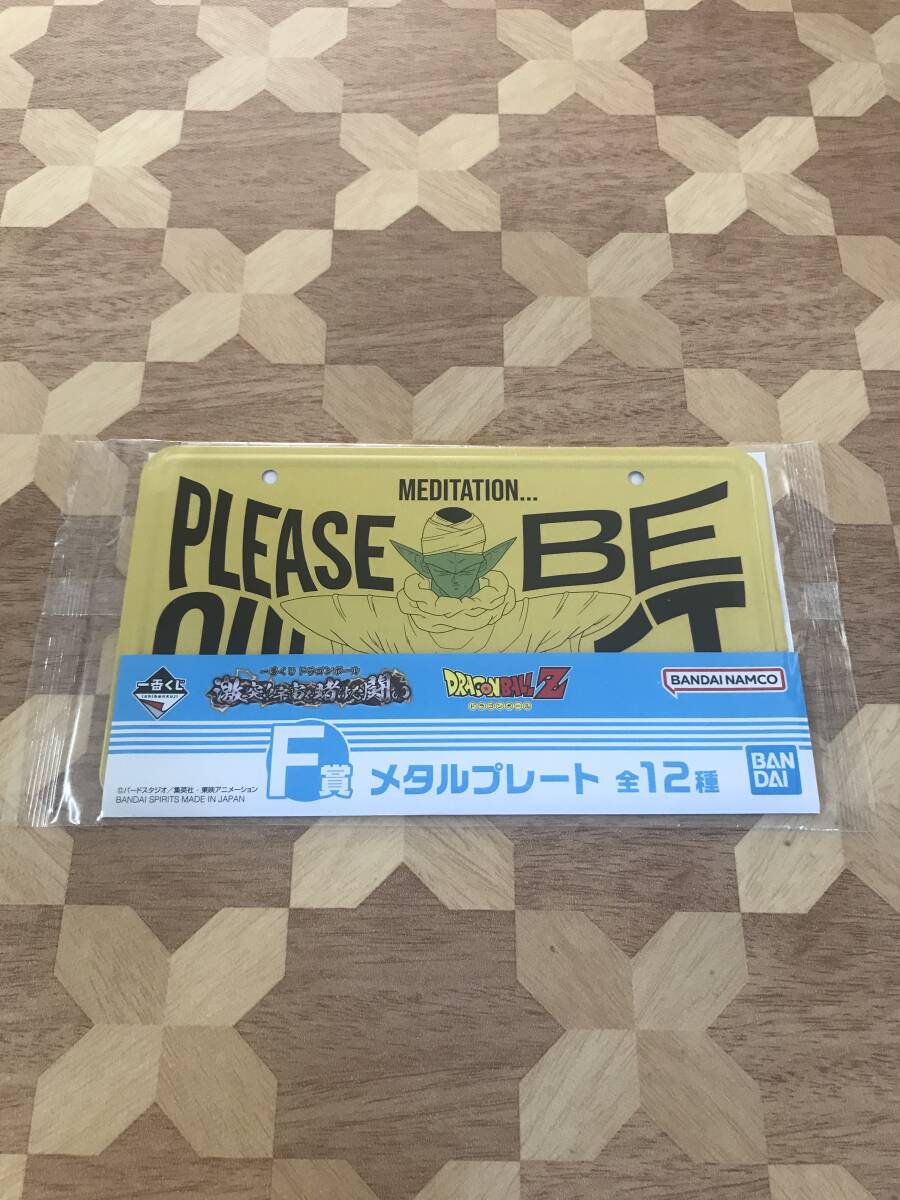 MEDITATION...
PLEASE BE
一番くじ
ICHIBANKUJI
一番くじ ドラゴンボール
激突!!宇宙を賭けた闘い
DRAGONBALL Z
ドラゴンボール
BANDAI NAMCO
F賞 メタルプレート 全12種
BAN
DAI
©バードスタジオ/集英社・東映アニメーション
BANDAI SPIRITS MADE IN JAPAN